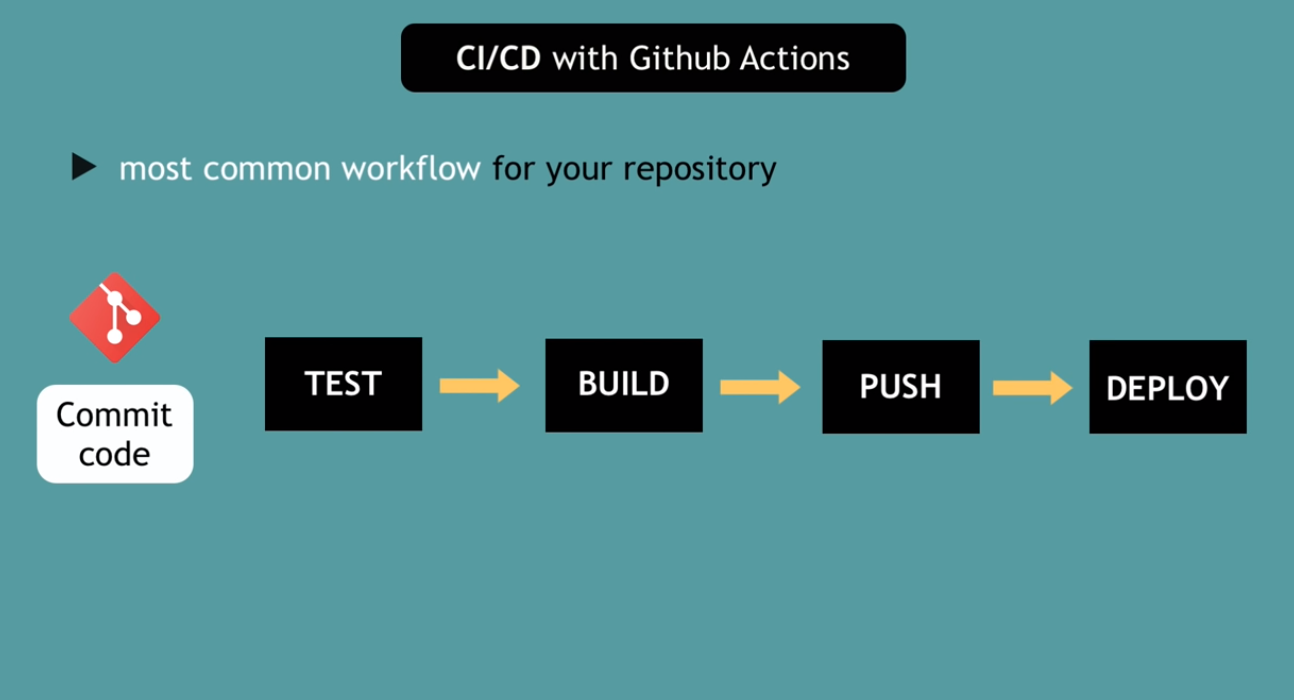 CI/CD with Github Actions
most common workflow for your repository
Commit
code
TEST
BUILD
PUSH
DEPLOY